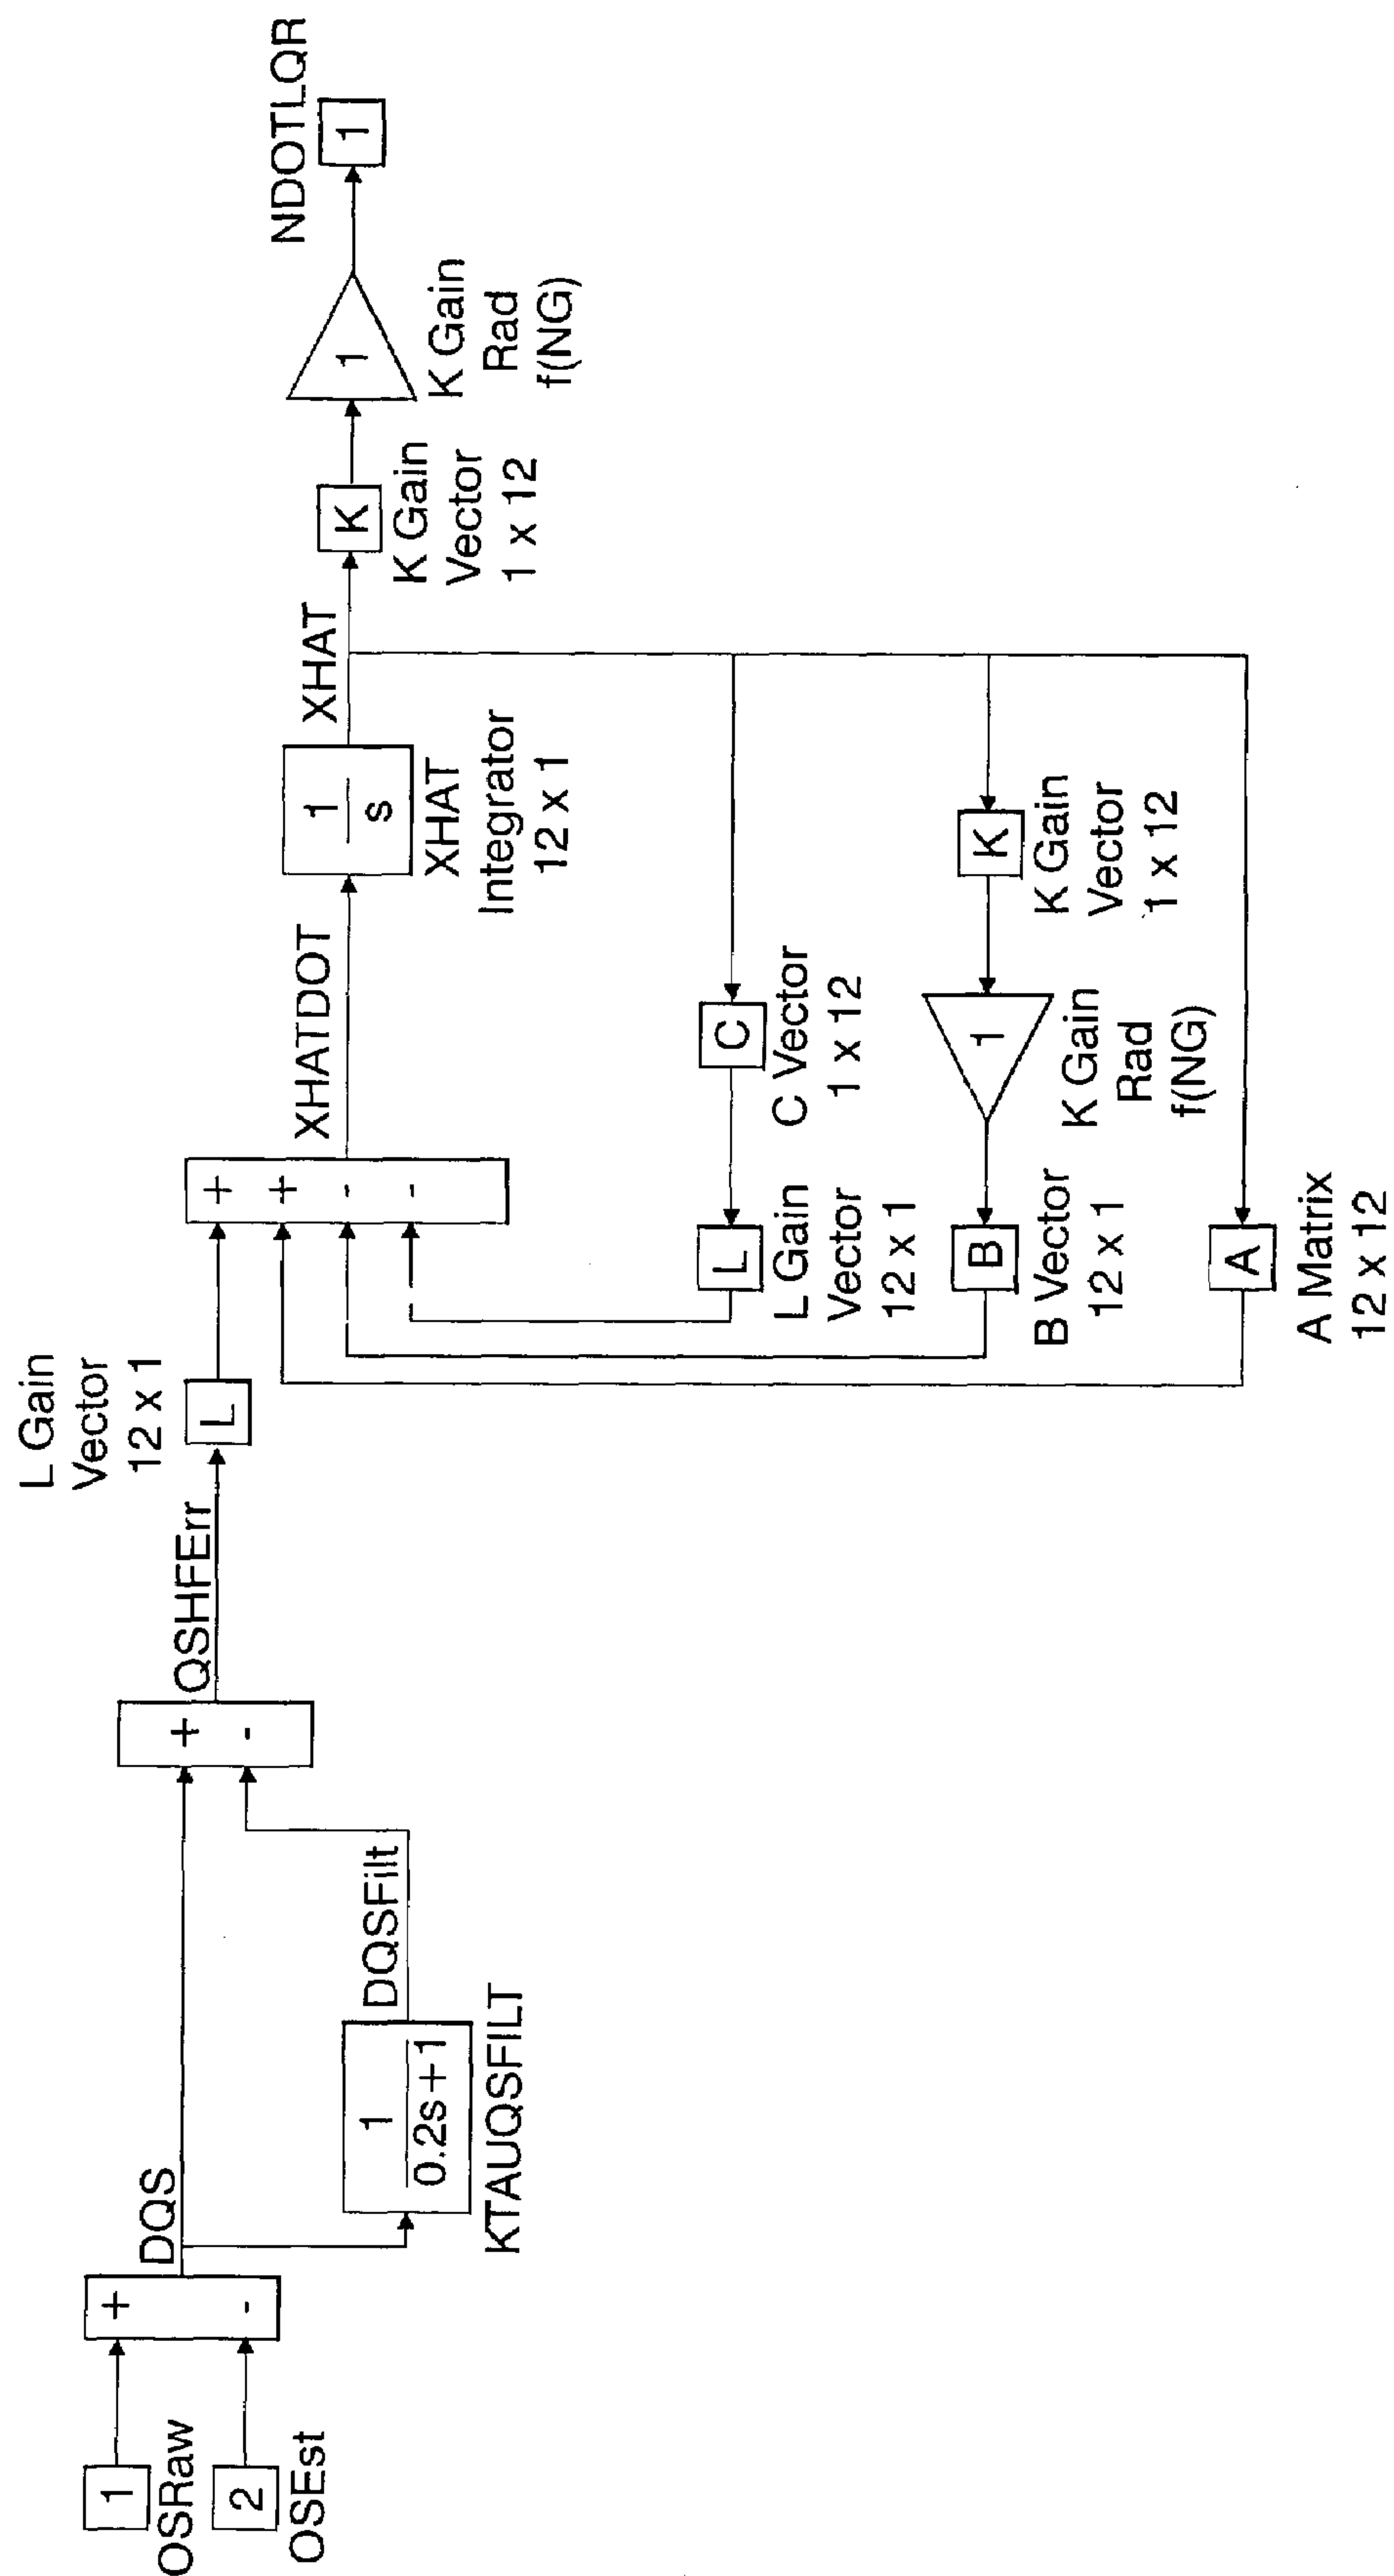 1
OSRaw
2
OSEst
+
-
DQS
1
0.2s+1
KTAUQSFILT
DQSFilt
+
-
QSHFErr
L Gain
Vector
12 x 1
L
+
+
-
-
XHATDOT
1
s
XHAT
Integrator
12 x 1
XHAT
K
K Gain
Vector
1 x 12
1
K Gain
Rad
f(NG)
NDOTLQR
1
L
L Gain
Vector
12 x 1
C
C Vector
1 x 12
B
B Vector
12 x 1
1
K Gain
Rad
f(NG)
K
K Gain
Vector
1 x 12
A
A Matrix
12 x 12